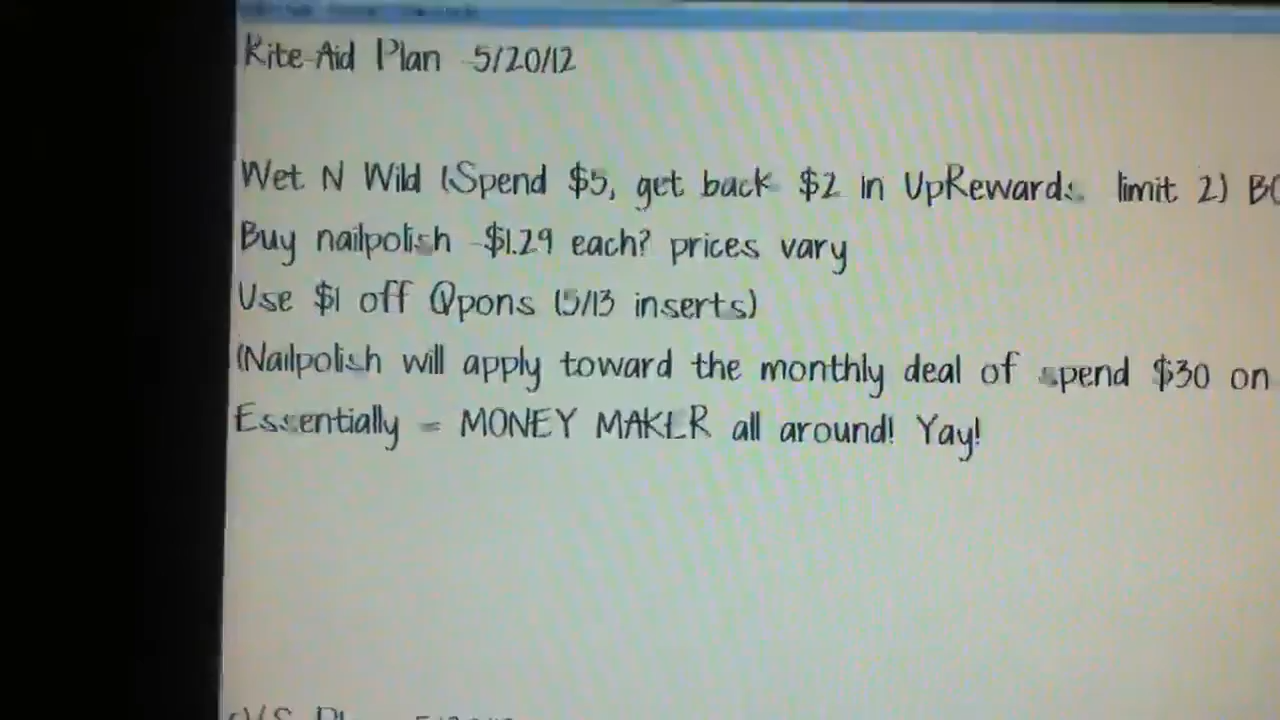 Rite-Aid Plan 5/20/12
Wet N Wild (Spend $5, get back $2 in UpRewards limit 2) BO
Buy nailpolish -$1.29 each? prices vary
Use $1 off Qpons (5/13 inserts)
(Nailpolish will apply toward the monthly deal of spend $30 on
Essentially = MONEY MAKER all around! Yay!